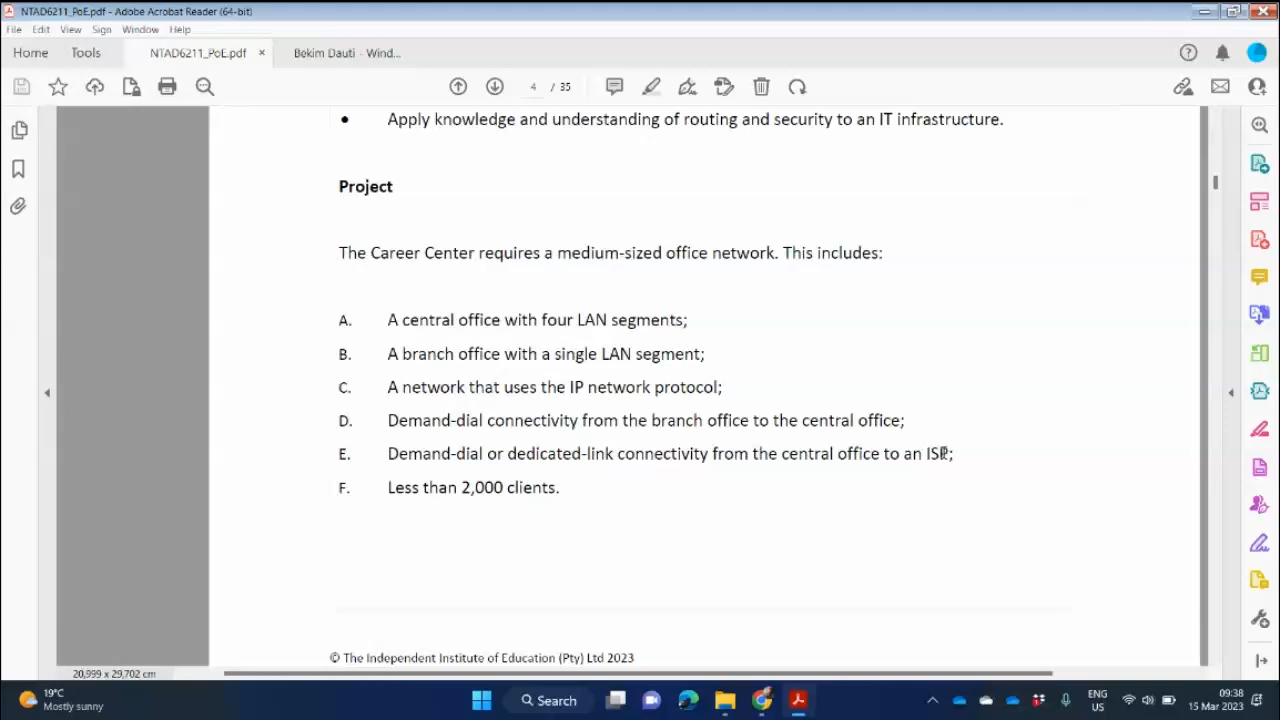 NTAD6211_PoE.pdf - Adobe Acrobat Reader (64-bit)
File Edit View Sign Window Help
Home Tools NTAD6211_PoE.pdf × Bekim Dauti - Wind...
4 / 35
• Apply knowledge and understanding of routing and security to an IT infrastructure.
Project
The Career Center requires a medium-sized office network. This includes:
A. A central office with four LAN segments;
B. A branch office with a single LAN segment;
C. A network that uses the IP network protocol;
D. Demand-dial connectivity from the branch office to the central office;
E. Demand-dial or dedicated-link connectivity from the central office to an ISP;
F. Less than 2,000 clients.
© The Independent Institute of Education (Pty) Ltd 2023
20,999 x 29,702 cm
19°C
Mostly sunny
Search
ENG
US
09:38
15 Mar 2023